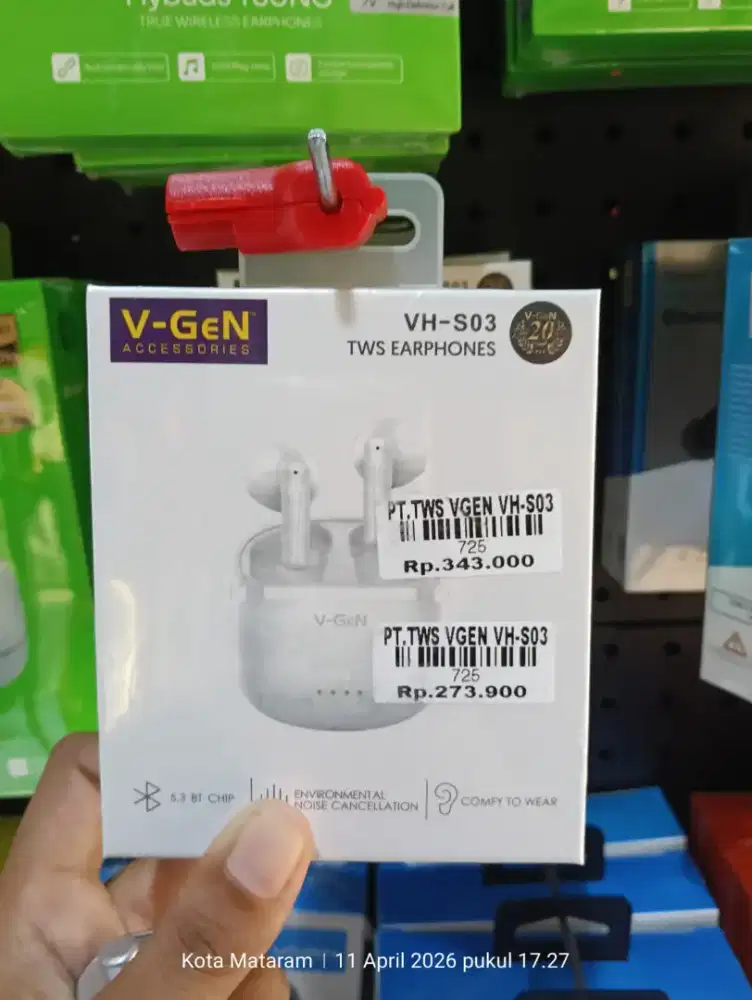 TRUE WIRELESS EARPHONES
V-GeN
ACCESSORIES
VH-S03
TWS EARPHONES
V-GeN
20
PT.TWS VGEN VH-S03
725
Rp.343.000
V-GeN
PT.TWS VGEN VH-S03
725
Rp.273.900
5.3 BT CHIP
ENVIRONMENTAL
NOISE CANCELLATION
COMFY TO WEAR
Kota Mataram | 11 April 2026 pukul 17.27